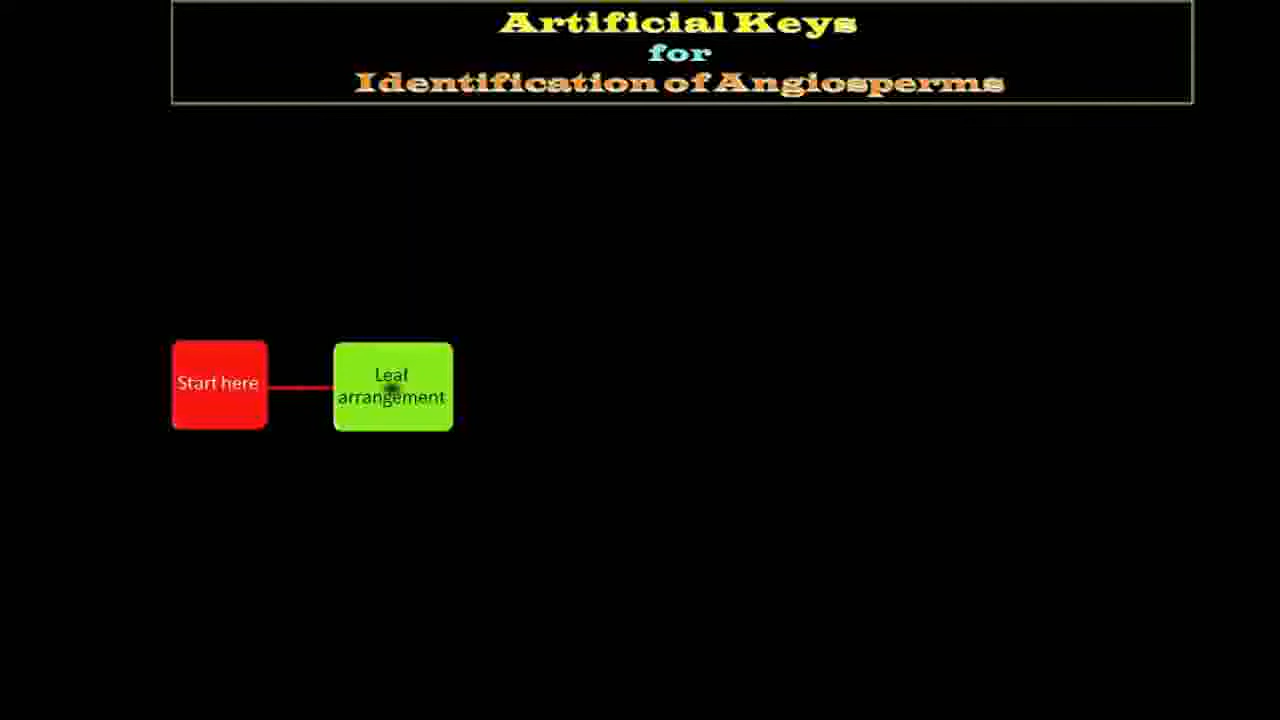 Artificial Keys
for
Identification of Angiosperms
Start here
Leaf
arrangement